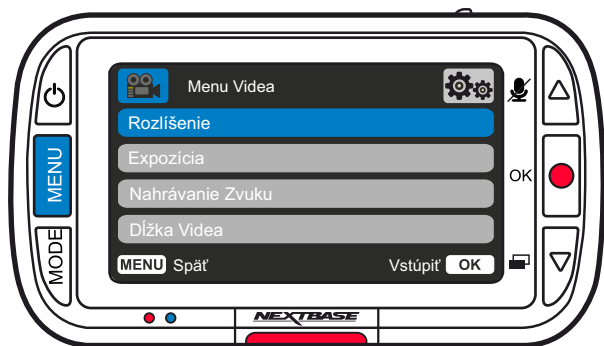 Menu Videa
Rozlíšenie
Expozícia
Nahrávanie Zvuku
Dĺžka Videa
MENU Späť
Vstúpiť OK
MENU
MODE
OK
NEXTBASE